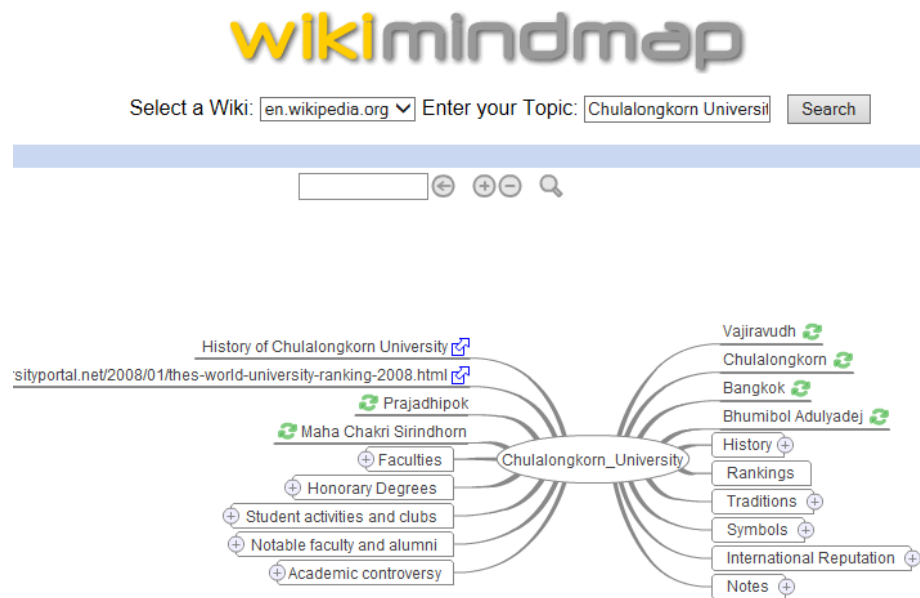 wikimindmap
Select a Wiki: en.wikipedia.org Enter your Topic: Chulalongkorn Universit Search
History of Chulalongkorn University
rsityportal.net/2008/01/thes-world-university-ranking-2008.html
Prajadhipok
Maha Chakri Sirindhorn
Faculties
Honorary Degrees
Student activities and clubs
Notable faculty and alumni
Academic controversy
Chulalongkorn_University
Vajiravudh
Chulalongkorn
Bangkok
Bhumibol Adulyadej
History
Rankings
Traditions
Symbols
International Reputation
Notes